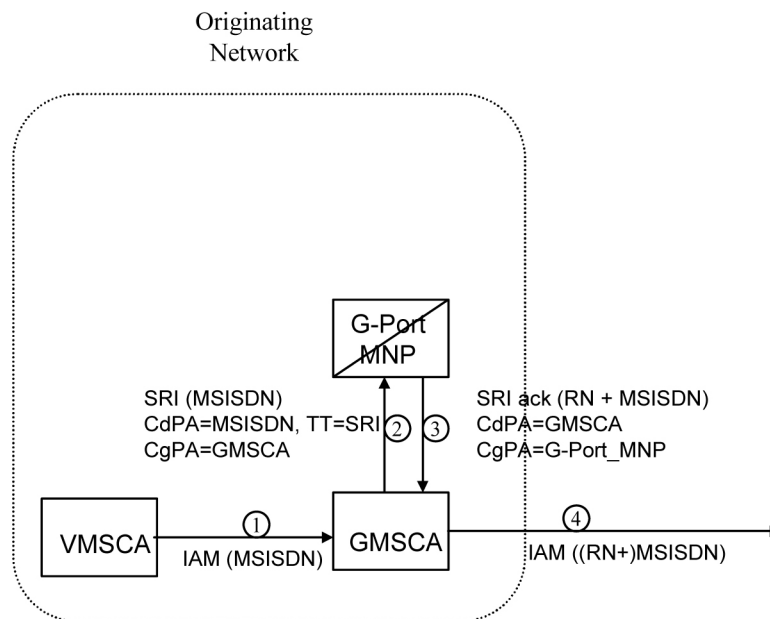 Originating
Network
G-Port
MNP
SRI (MSISDN)
CdPA=MSISDN, TT=SRI
CgPA=GMSCA
2
3
SRI ack (RN + MSISDN)
CdPA=GMSCA
CgPA=G-Port_MNP
VMSCA
1
IAM (MSISDN)
GMSCA
4
IAM ((RN+)MSISDN)